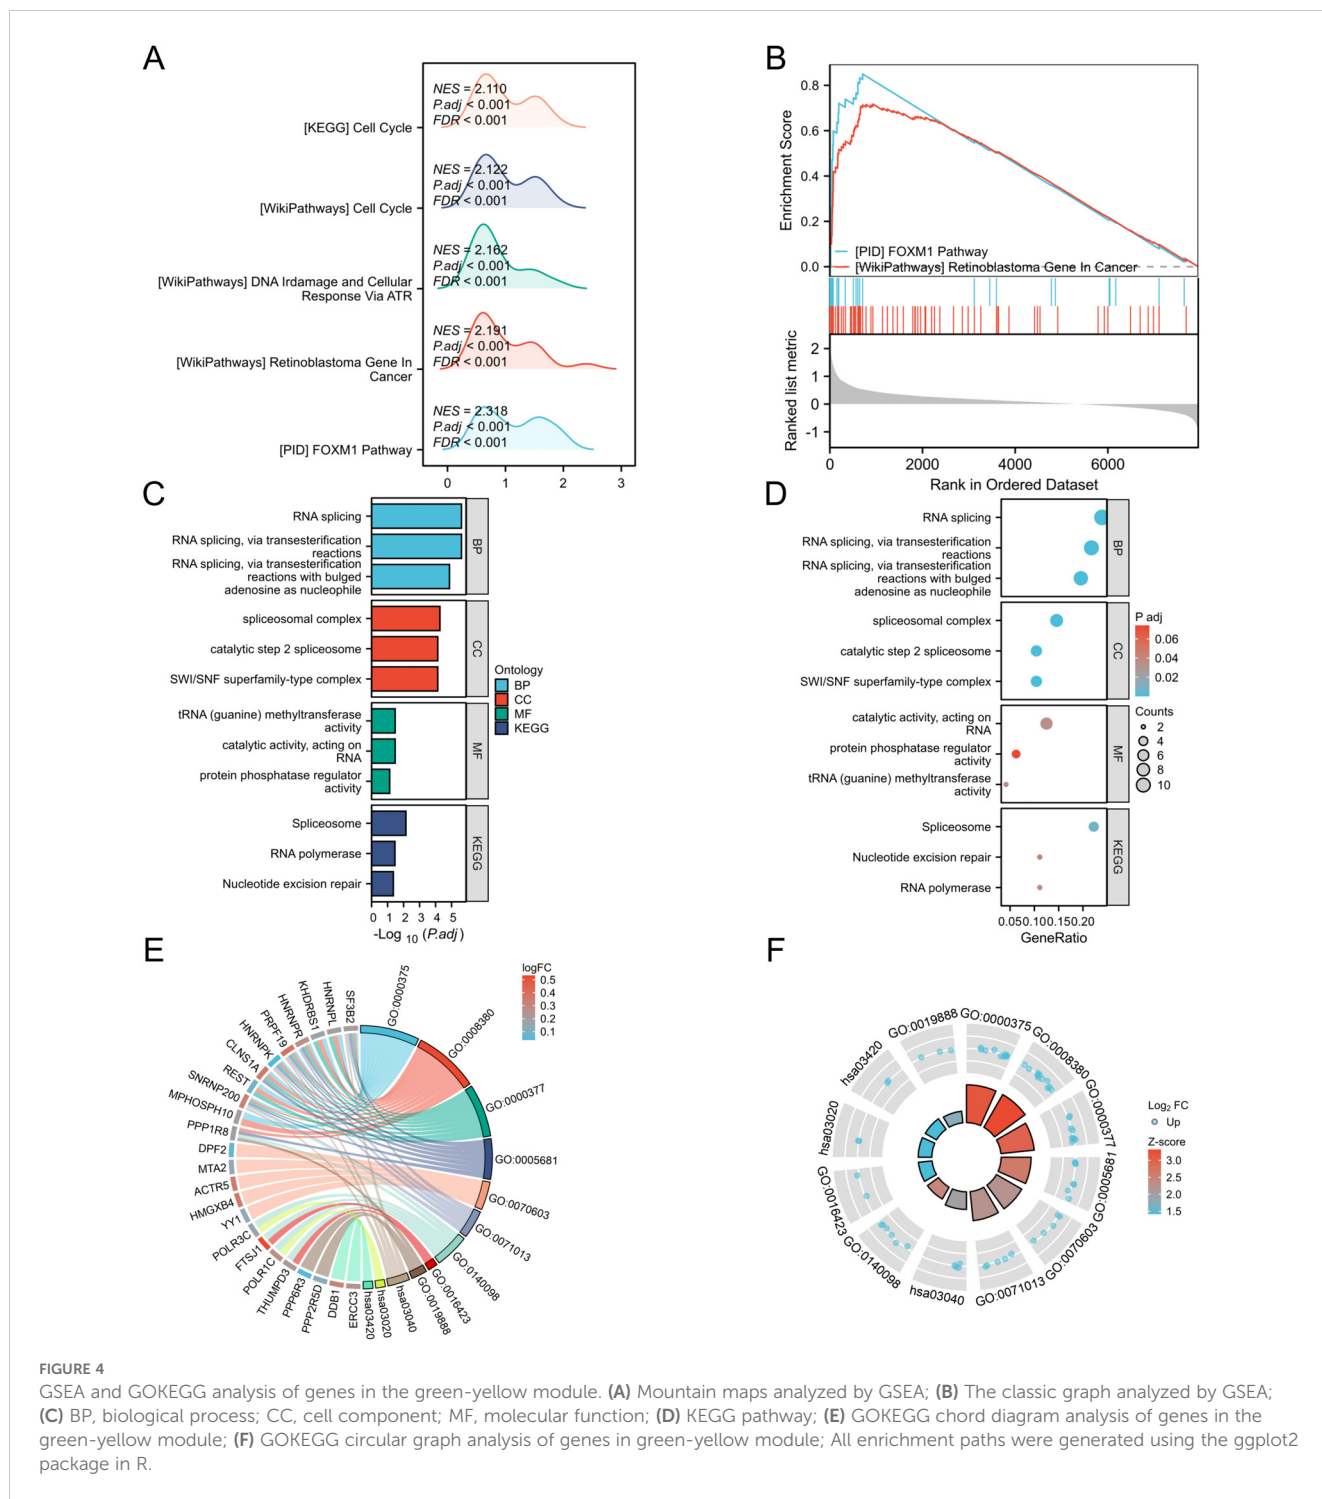 A
NES = 2.110
P.adj < 0.001
FDR < 0.001
[KEGG] Cell Cycle
NES = 2.122
P.adj < 0.001
FDR < 0.001
[WikiPathways] Cell Cycle
NES = 2.162
P.adj < 0.001
FDR < 0.001
[WikiPathways] DNA Irdamage and Cellular
Response Via ATR
NES = 2.191
P.adj < 0.001
FDR < 0.001
[WikiPathways] Retinoblastoma Gene In
Cancer
NES = 2.318
P.adj < 0.001
FDR < 0.001
[PID] FOXM1 Pathway
0 1 2 3
B
Enrichment Score
0.8
0.6
0.4
0.2
0.0
[PID] FOXM1 Pathway
[WikiPathways] Retinoblastoma Gene In Cancer
Ranked list metric
2
1
0
-1
0 2000 4000 6000
Rank in Ordered Dataset
C
RNA splicing
RNA splicing, via transesterification
reactions
RNA splicing, via transesterification
reactions with bulged
adenosine as nucleophile
BP
spliceosomal complex
catalytic step 2 spliceosome
SWI/SNF superfamily-type complex
CC
tRNA (guanine) methyltransferase
activity
catalytic activity, acting on
RNA
protein phosphatase regulator
activity
MF
Spliceosome
RNA polymerase
Nucleotide excision repair
KEGG
0 1 2 3 4 5
-Log 10 (P.adj)
Ontology
BP
CC
MF
KEGG
D
RNA splicing
RNA splicing, via transesterification
reactions
RNA splicing, via transesterification
reactions with bulged
adenosine as nucleophile
BP
spliceosomal complex
catalytic step 2 spliceosome
SWI/SNF superfamily-type complex
CC
catalytic activity, acting on
RNA
protein phosphatase regulator
activity
tRNA (guanine) methyltransferase
activity
MF
Spliceosome
Nucleotide excision repair
RNA polymerase
KEGG
0.050.100.150.20
GeneRatio
P adj
0.06
0.04
0.02
Counts
2
4
6
8
10
E
logFC
0.5
0.4
0.3
0.2
0.1
GO:0000375
GO:0008380
GO:0000377
GO:0005681
GO:0070603
GO:0071013
GO:0140098
GO:0016423
GO:0019888
hsa03040
hsa03020
hsa03420
ERCC3
DDB1
PPP2R5D
PPP6R3
THUMPD3
POLR1C
FTSJ1
POLR3C
YY1
HMGXB4
ACTR5
MTA2
DPF2
PPP1R8
MPHOSPH10
SNRNP200
REST
CLNS1A
HNRNPK
PRPF19
HNRNPR
KHDRBS1
HNRNPL
SF3B2
F
GO:0000375
GO:0008380
GO:0000377
GO:0005681
GO:0070603
GO:0071013
hsa03040
GO:0140098
GO:0016423
hsa03020
hsa03420
GO:0019888
Log2 FC
Up
Z-score
3.0
2.5
2.0
1.5
FIGURE 4
GSEA and GOKEGG analysis of genes in the green-yellow module. (A) Mountain maps analyzed by GSEA; (B) The classic graph analyzed by GSEA;
(C) BP, biological process; CC, cell component; MF, molecular function; (D) KEGG pathway; (E) GOKEGG chord diagram analysis of genes in the
green-yellow module; (F) GOKEGG circular graph analysis of genes in green-yellow module; All enrichment paths were generated using the ggplot2
package in R.